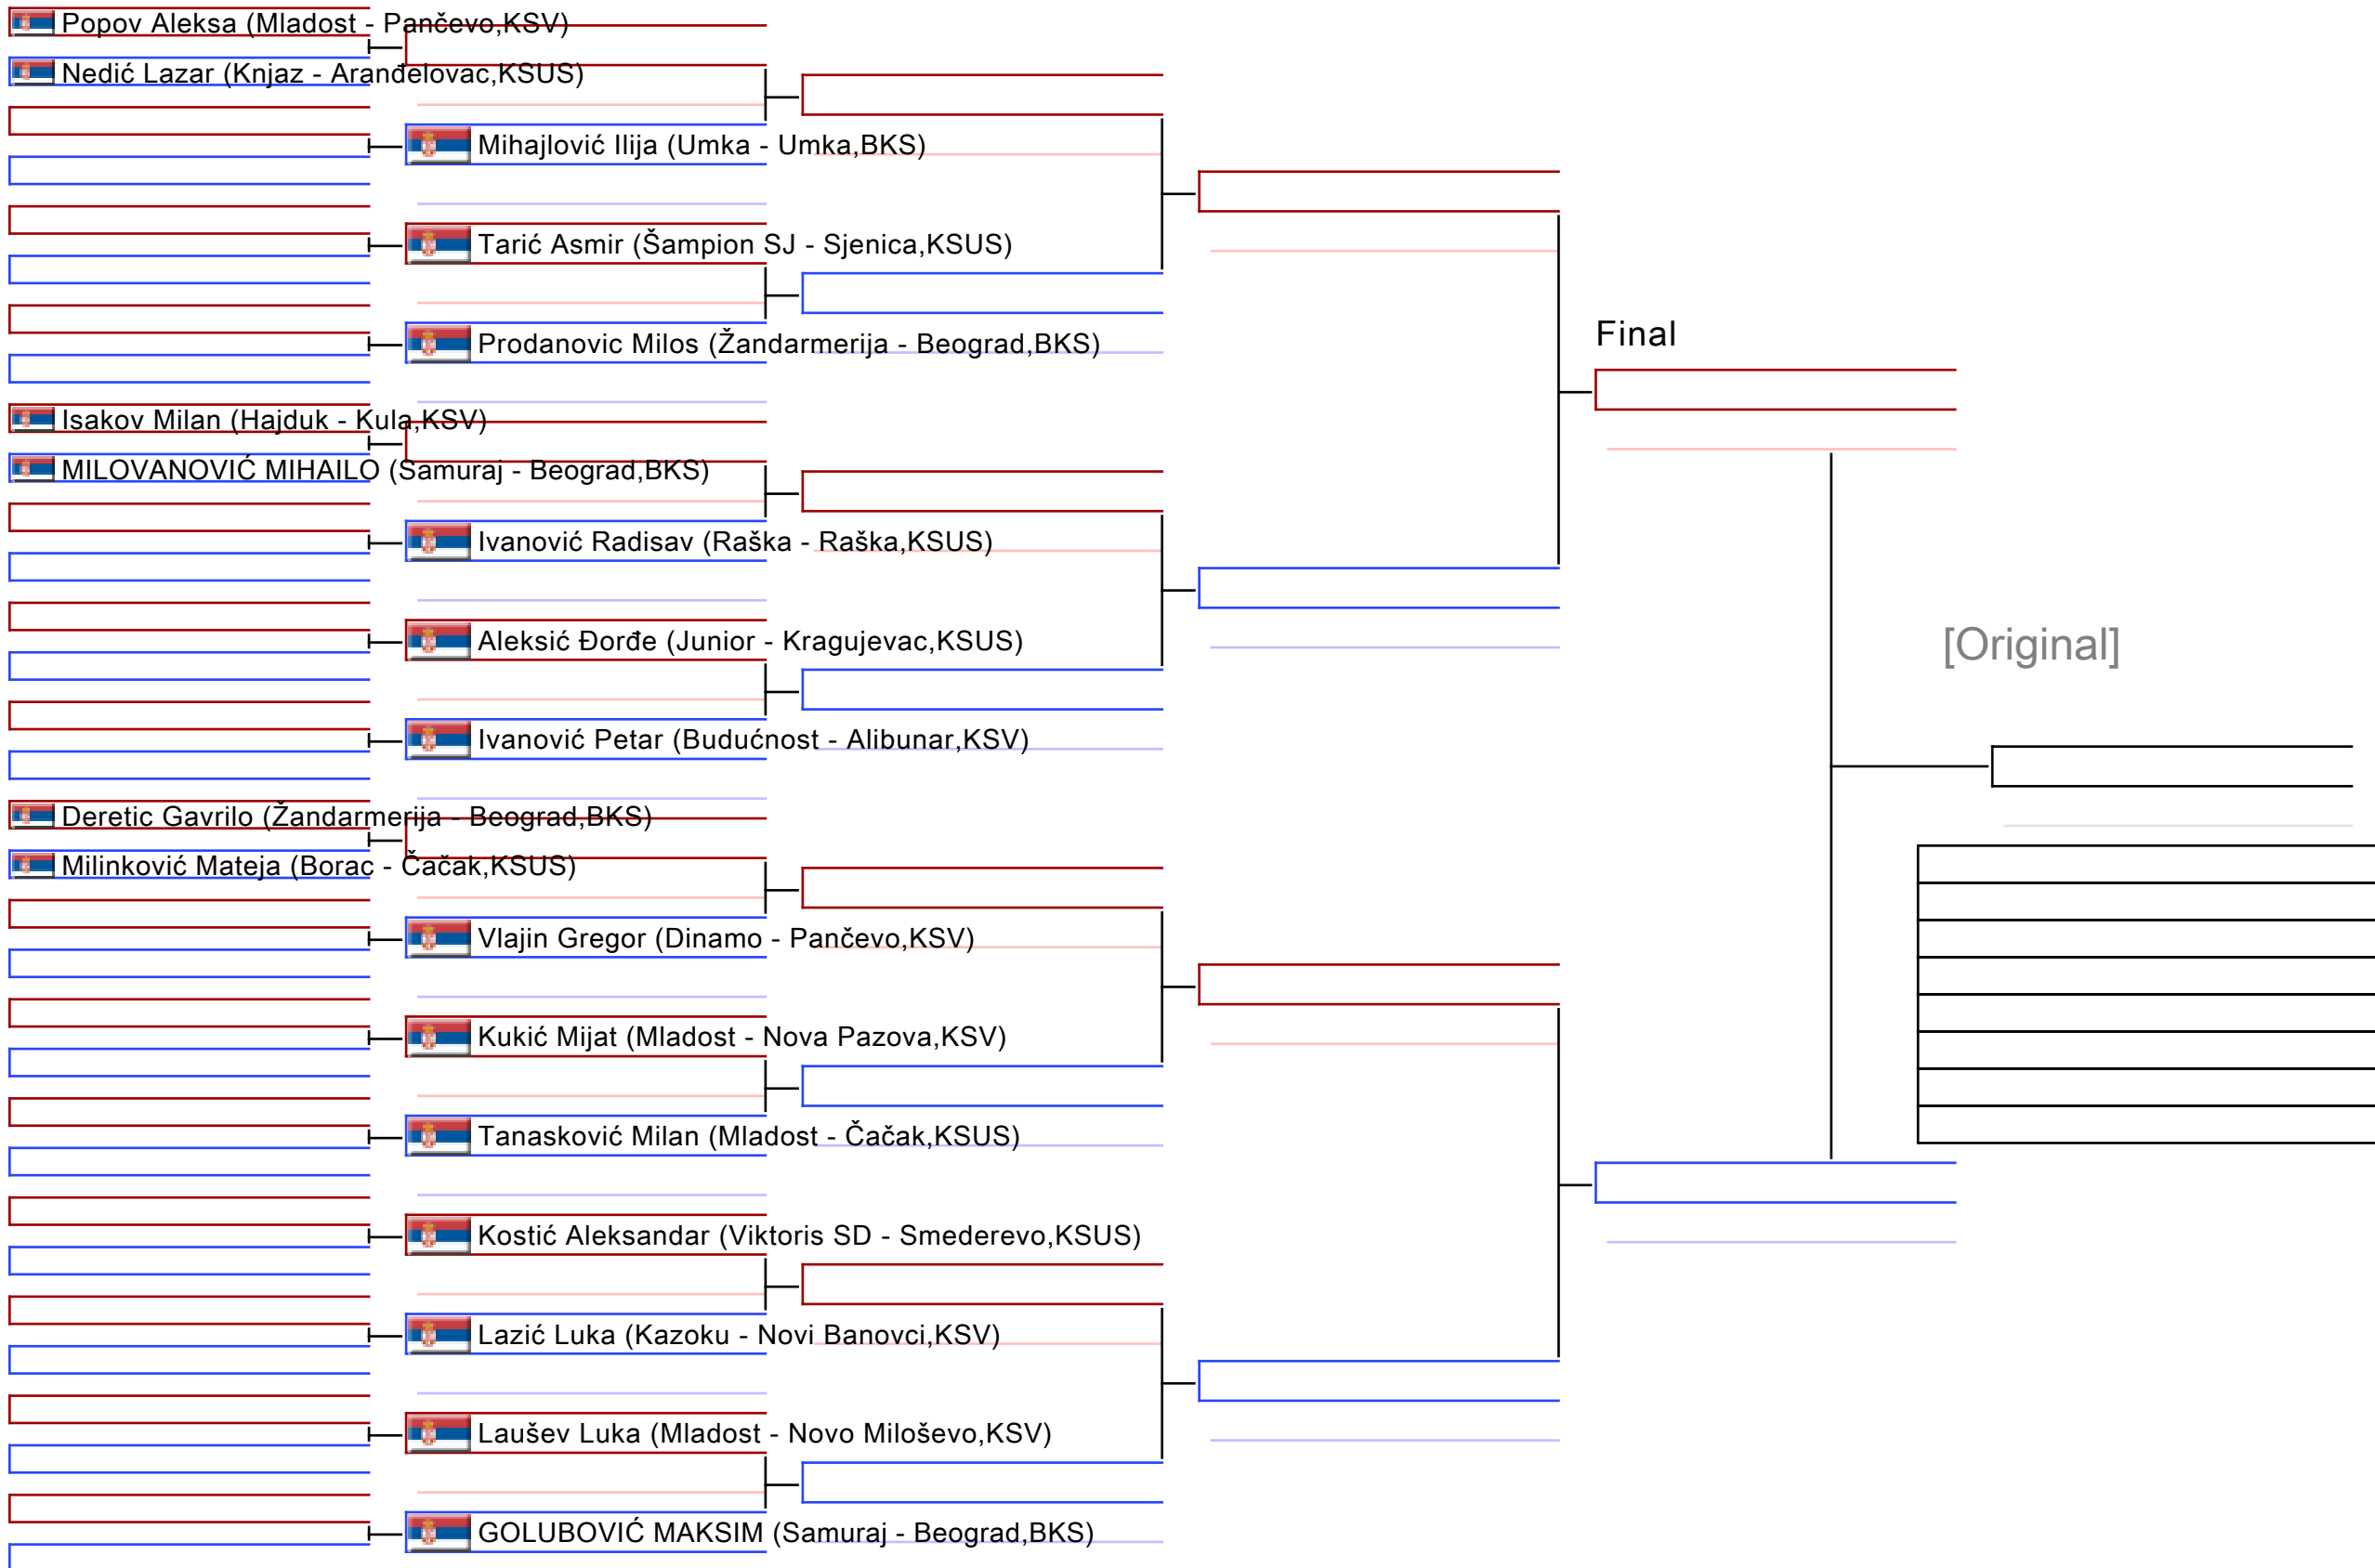 Popov Aleksa (Mladost - Pančevo,KSV)
Nedić Lazar (Knjaz - Aranđelovac,KSUS)
Mihajlović Ilija (Umka - Umka,BKS)
Tarić Asmir (Šampion SJ - Sjenica,KSUS)
Prodanovic Milos (Žandarmerija - Beograd,BKS)
Final
Isakov Milan (Hajduk - Kula,KSV)
MILOVANOVIĆ MIHAILO (Samuraj - Beograd,BKS)
Ivanović Radisav (Raška - Raška,KSUS)
Aleksić Đorđe (Junior - Kragujevac,KSUS)
[Original]
Ivanović Petar (Budućnost - Alibunar,KSV)
Deretic Gavrilo (Žandarmerija - Beograd,BKS)
Milinković Mateja (Borac - Čačak,KSUS)
Vlajin Gregor (Dinamo - Pančevo,KSV)
Kukić Mijat (Mladost - Nova Pazova,KSV)
Tanasković Milan (Mladost - Čačak,KSUS)
Kostić Aleksandar (Viktoris SD - Smederevo,KSUS)
Lazić Luka (Kazoku - Novi Banovci,KSV)
Laušev Luka (Mladost - Novo Miloševo,KSV)
GOLUBOVIĆ MAKSIM (Samuraj - Beograd,BKS)